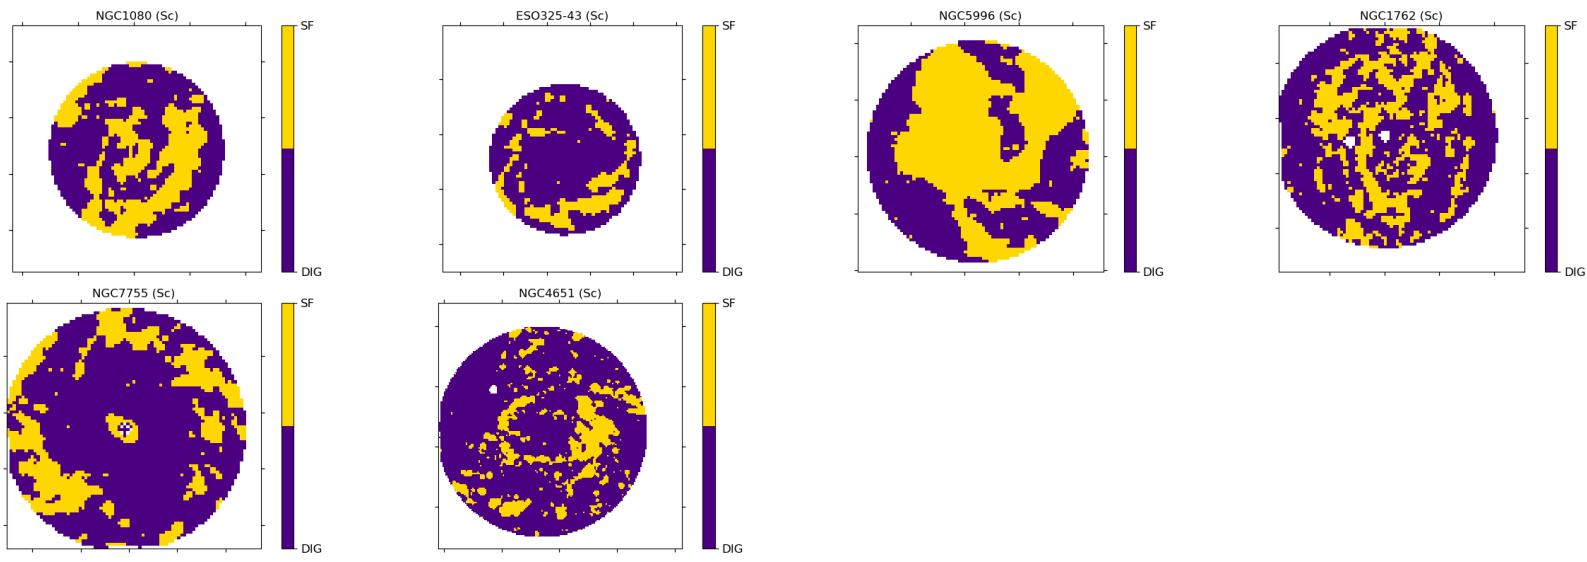 NGC1080 (Sc)
SF
DIG
ESO325-43 (Sc)
SF
DIG
NGC5996 (Sc)
SF
DIG
NGC1762 (Sc)
SF
DIG
NGC7755 (Sc)
SF
DIG
NGC4651 (Sc)
SF
DIG